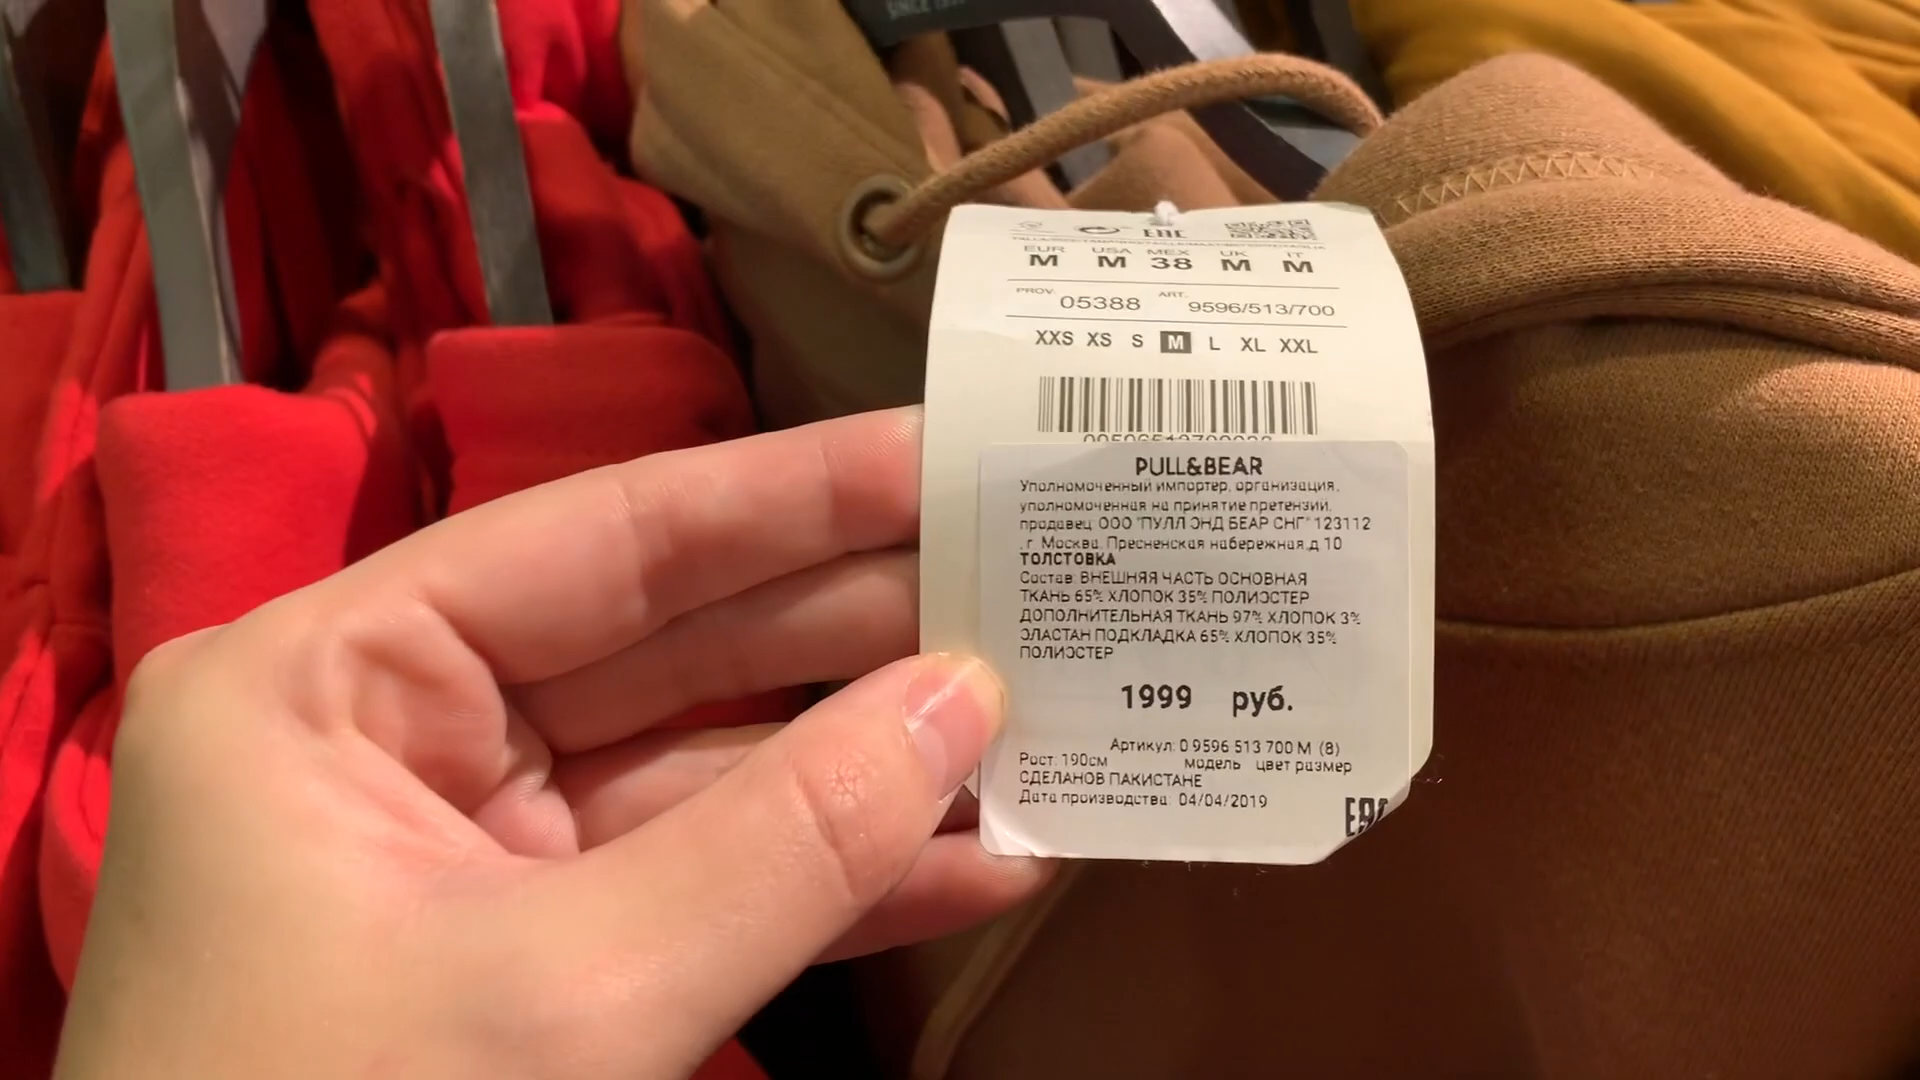 SINCE 1991
EAC
EUR USA MEX UK IT
M M 38 M M
PROV. 05388 ART. 9596/513/700
XXS XS S M L XL XXL
PULL&BEAR
Уполномоченный импортер, организация,
уполномоченная на принятие претензий,
продавец: ООО "ПУЛЛ ЭНД БЕАР СНГ" 123112
, г. Москва, Пресненская набережная,д 10
ТОЛСТОВКА
Состав: ВНЕШНЯЯ ЧАСТЬ ОСНОВНАЯ
ТКАНЬ 65% ХЛОПОК 35% ПОЛИЭСТЕР
ДОПОЛНИТЕЛЬНАЯ ТКАНЬ 97% ХЛОПОК 3%
ЭЛАСТАН ПОДКЛАДКА 65% ХЛОПОК 35%
ПОЛИЭСТЕР
1999 руб.
Артикул: 0 9596 513 700 M (8)
Рост: 190см модель цвет размер
СДЕЛАНОВ ПАКИСТАНЕ
Дата производства: 04/04/2019
EAC